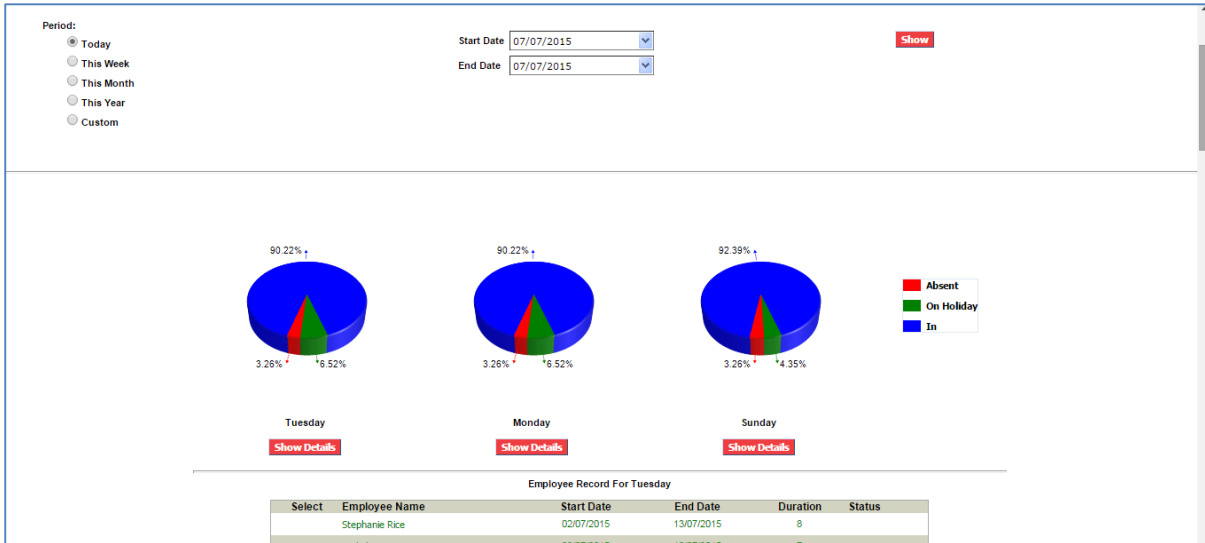 Period:
Today
This Week
This Month
This Year
Custom
Start Date 07/07/2015
End Date 07/07/2015
Show
90.22%
3.26% 6.52%
90.22%
3.26% 6.52%
92.39%
3.26% 4.35%
Absent
On Holiday
In
Tuesday Monday Sunday
Show Details Show Details Show Details
Employee Record For Tuesday
Select Employee Name Start Date End Date Duration Status
Stephanie Rice 02/07/2015 13/07/2015 8